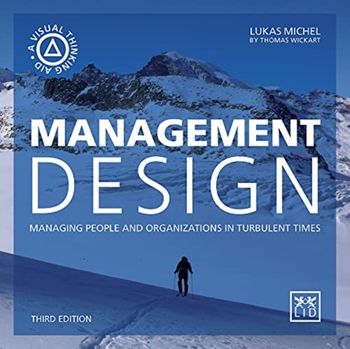 A VISUAL THINKING AID
LUKAS MICHEL
BY THOMAS WICKART
MANAGEMENT
DESIGN
MANAGING PEOPLE AND ORGANIZATIONS IN TURBULENT TIMES
THIRD EDITION
LID